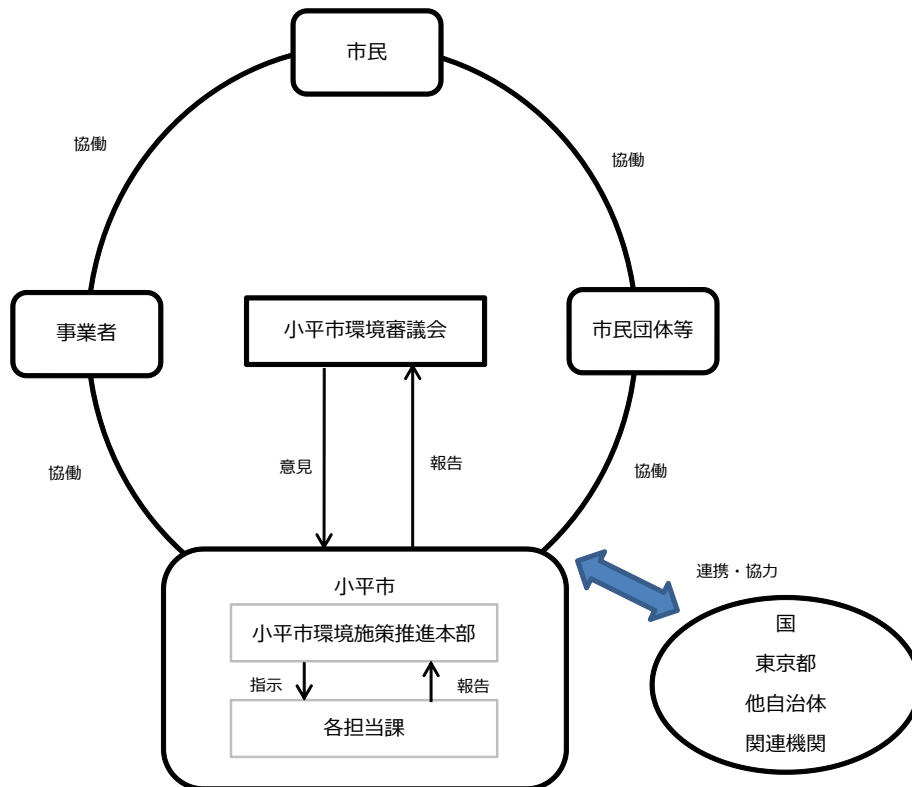 市民
協働
協働
事業者
小平市環境審議会
市民団体等
協働
意見
報告
協働
小平市
小平市環境施策推進本部
指示
報告
各担当課
連携・協力
国
東京都
他自治体
関連機関